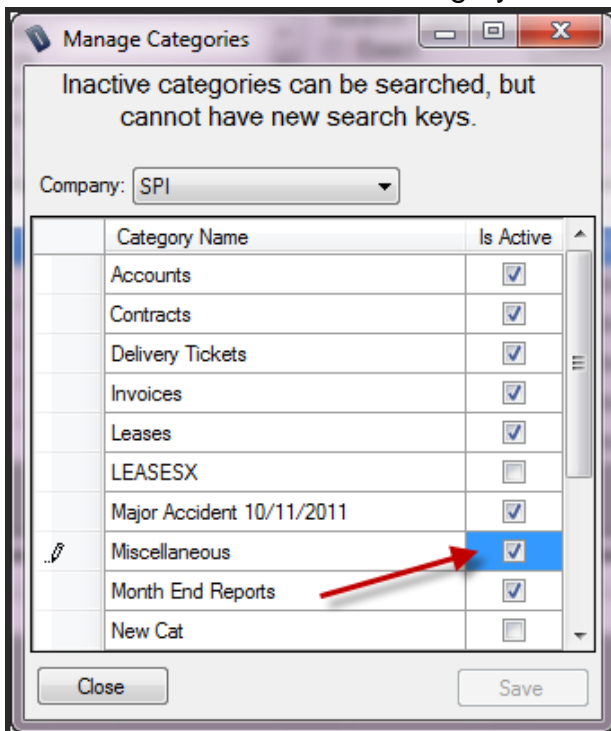 Manage Categories
Inactive categories can be searched, but
cannot have new search keys.
Company: SPI
Category Name Is Active
Accounts
Contracts
Delivery Tickets
Invoices
Leases
LEASESX
Major Accident 10/11/2011
Miscellaneous
Month End Reports
New Cat
Close Save